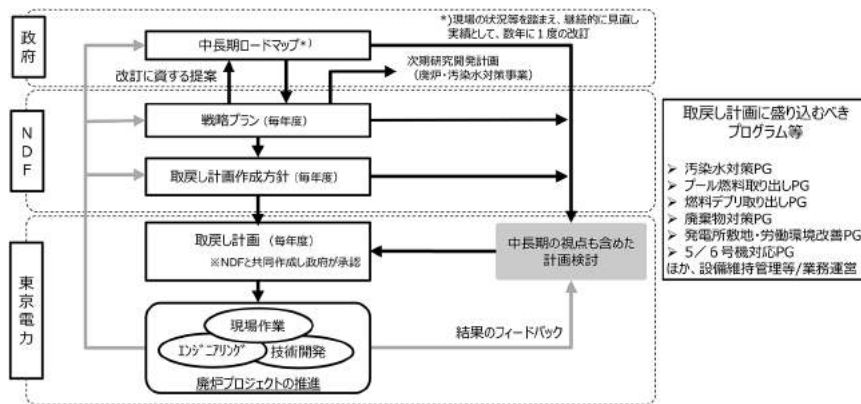 政府
中長期ロードマップ*)
*)現場の状況等を踏まえ、継続的に見直し
実績として、数年に1度の改訂
改訂に資する提案
次期研究開発計画
(廃炉・汚染水対策事業)
NDF
戦略プラン(毎年度)
取戻し計画作成方針(毎年度)
東京電力
取戻し計画(毎年度)
※NDFと共同作成し政府が承認
中長期の視点も含めた
計画検討
現場作業
エンジニアリング
技術開発
廃炉プロジェクトの推進
結果のフィードバック
取戻し計画に盛り込むべき
プログラム等
➢ 汚染水対策PG
➢ プール燃料取り出しPG
➢ 燃料デブリ取り出しPG
➢ 廃棄物対策PG
➢ 発電所敷地・労働環境改善PG
➢ 5/6号機対応PG
ほか、設備維持管理等/業務運営